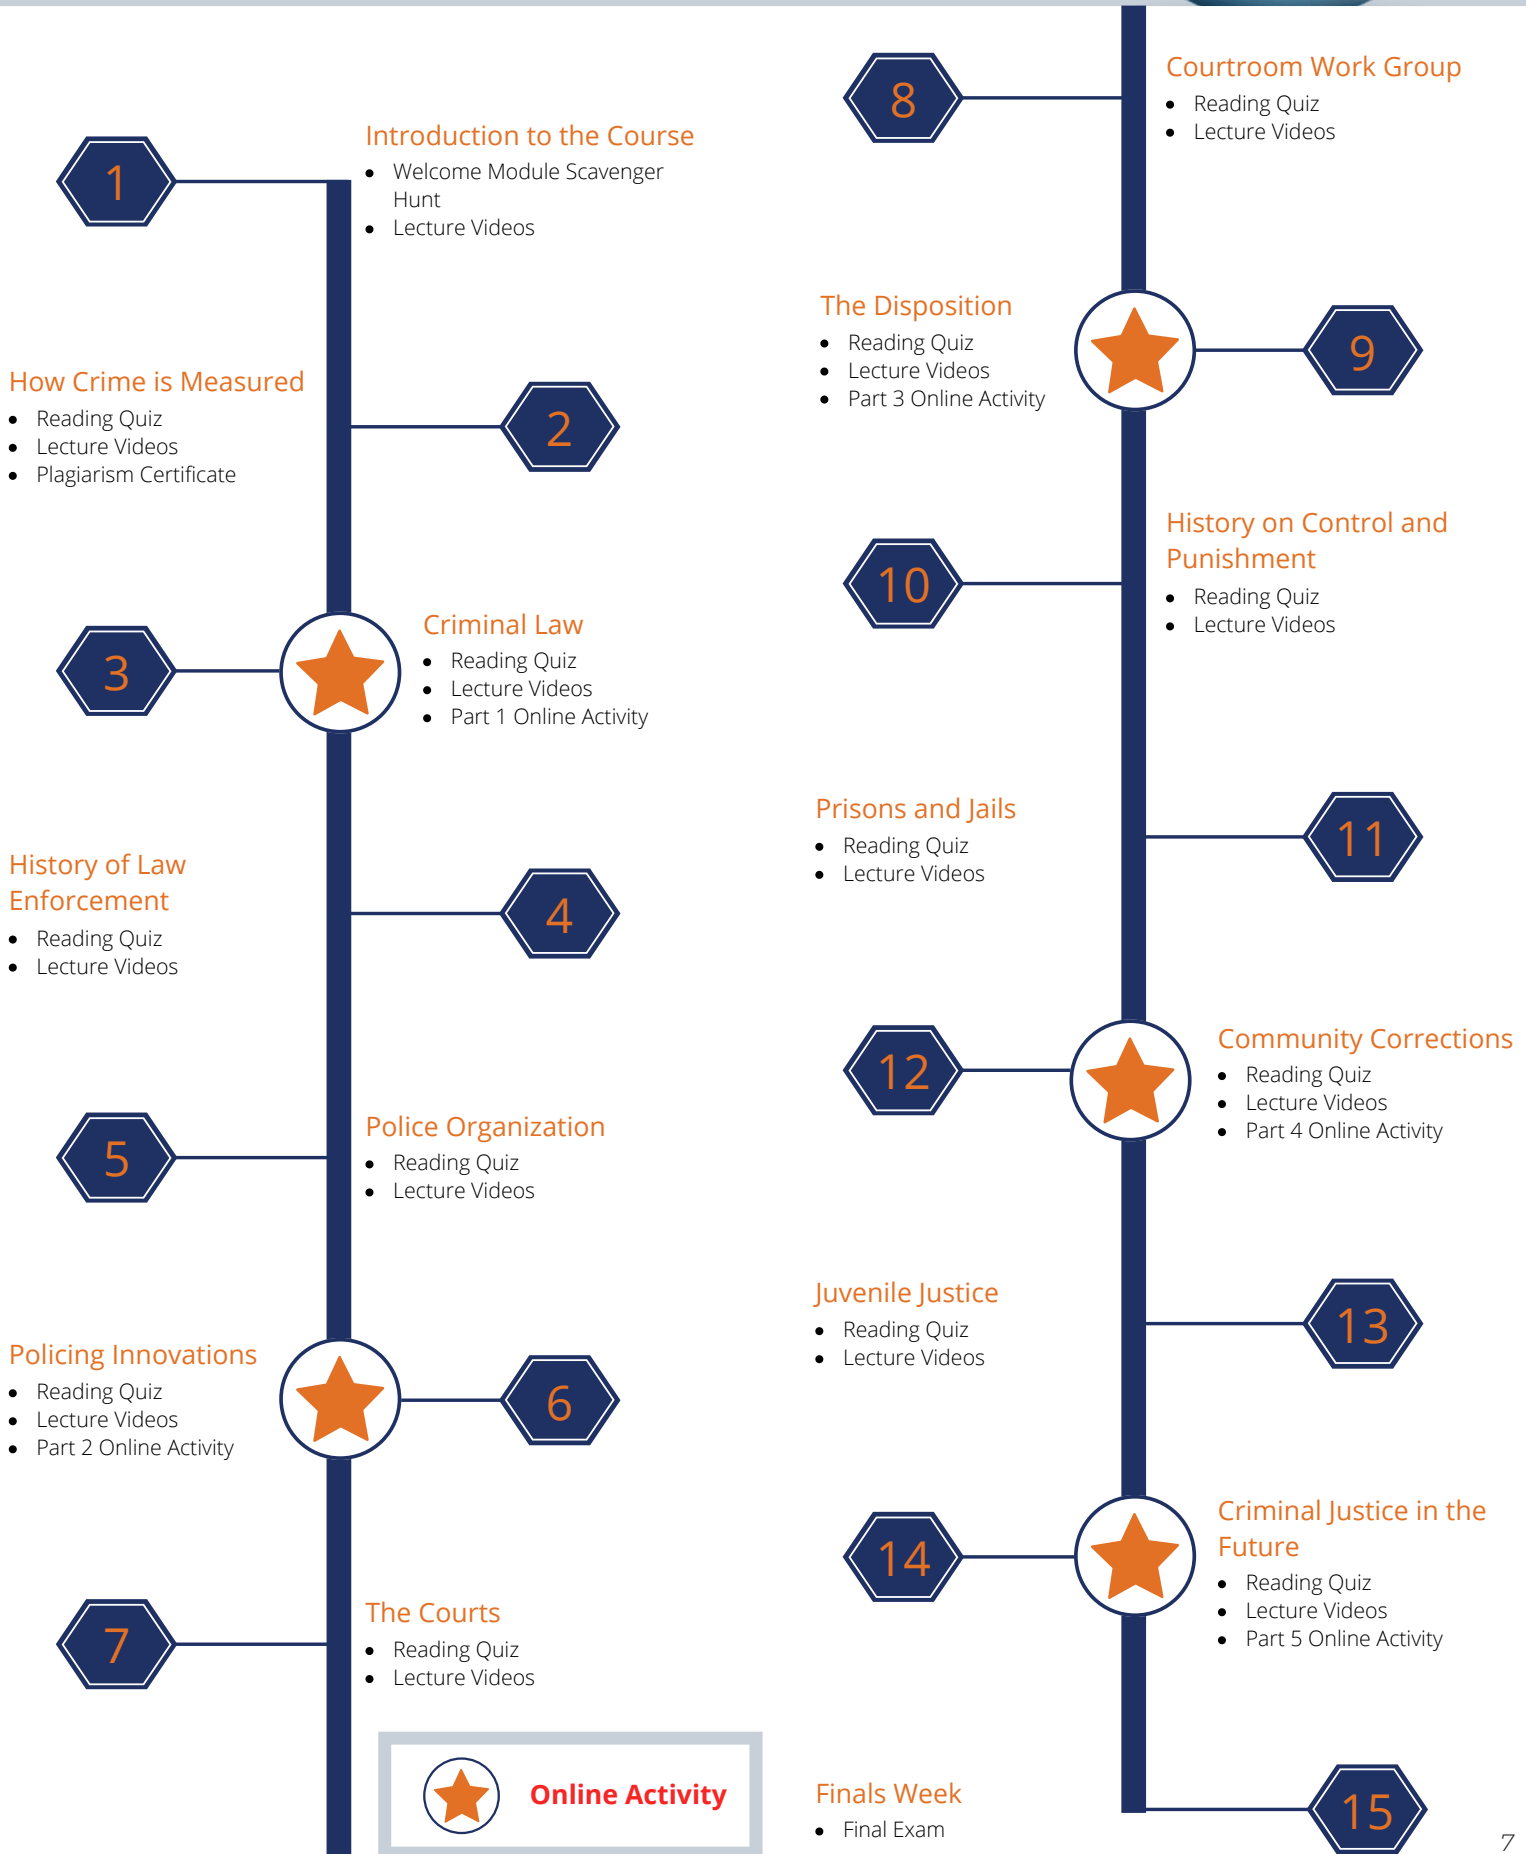 1
Introduction to the Course
• Welcome Module Scavenger
Hunt
• Lecture Videos
How Crime is Measured
• Reading Quiz
• Lecture Videos
• Plagiarism Certificate
2
3
Criminal Law
• Reading Quiz
• Lecture Videos
• Part 1 Online Activity
History of Law
Enforcement
• Reading Quiz
• Lecture Videos
4
5
Police Organization
• Reading Quiz
• Lecture Videos
Policing Innovations
• Reading Quiz
• Lecture Videos
• Part 2 Online Activity
6
7
The Courts
• Reading Quiz
• Lecture Videos
Online Activity
8
Courtroom Work Group
• Reading Quiz
• Lecture Videos
The Disposition
• Reading Quiz
• Lecture Videos
• Part 3 Online Activity
9
10
History on Control and
Punishment
• Reading Quiz
• Lecture Videos
Prisons and Jails
• Reading Quiz
• Lecture Videos
11
12
Community Corrections
• Reading Quiz
• Lecture Videos
• Part 4 Online Activity
Juvenile Justice
• Reading Quiz
• Lecture Videos
13
14
Criminal Justice in the
Future
• Reading Quiz
• Lecture Videos
• Part 5 Online Activity
Finals Week
• Final Exam
15
7